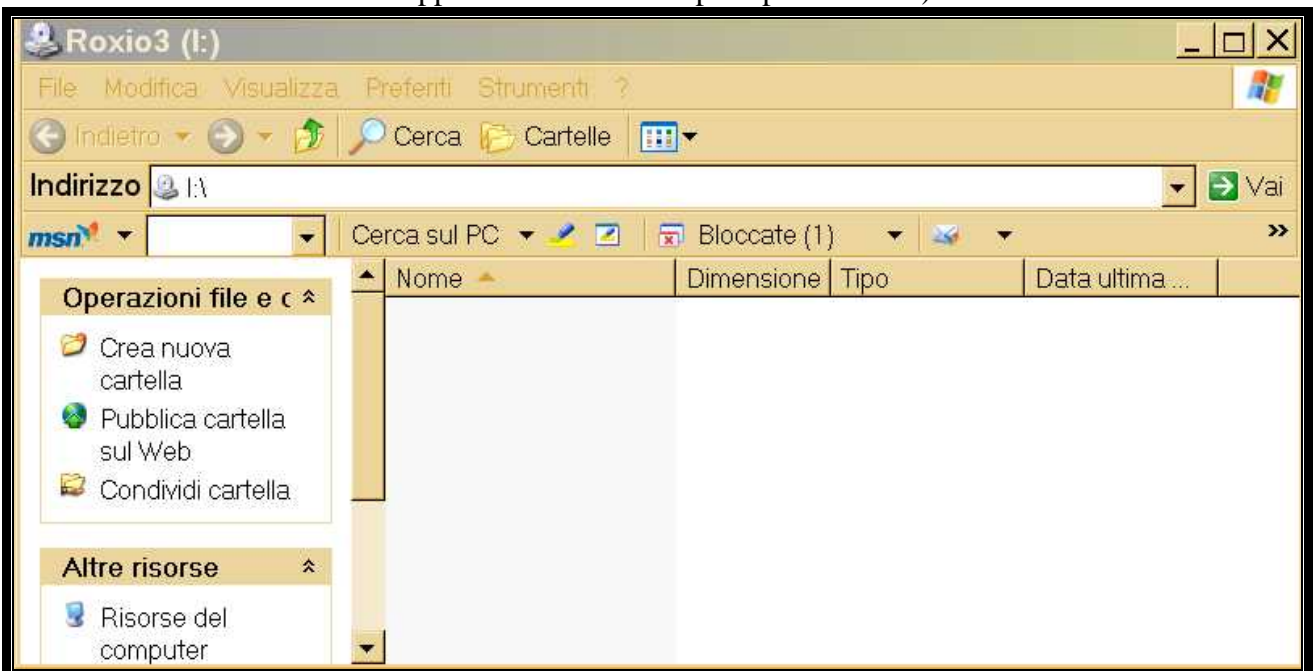 Roxio3 (I:)
File Modifica Visualizza Preferiti Strumenti ?
Indietro Cerca Cartelle
Indirizzo I:\ Vai
msn Cerca sul PC Bloccate (1) »
Operazioni file e c
Nome Dimensione Tipo Data ultima ...
Crea nuova
cartella
Pubblica cartella
sul Web
Condividi cartella
Altre risorse
Risorse del
computer